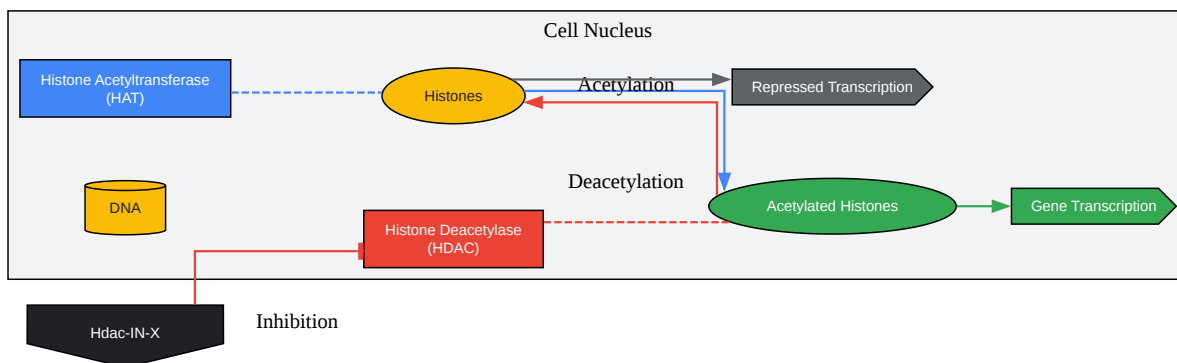 Cell Nucleus
Histone Acetyltransferase
(HAT)
Histones
Acetylation
Repressed Transcription
Deacetylation
DNA
Acetylated Histones
Gene Transcription
Histone Deacetylase
(HDAC)
Hdac-IN-X
Inhibition